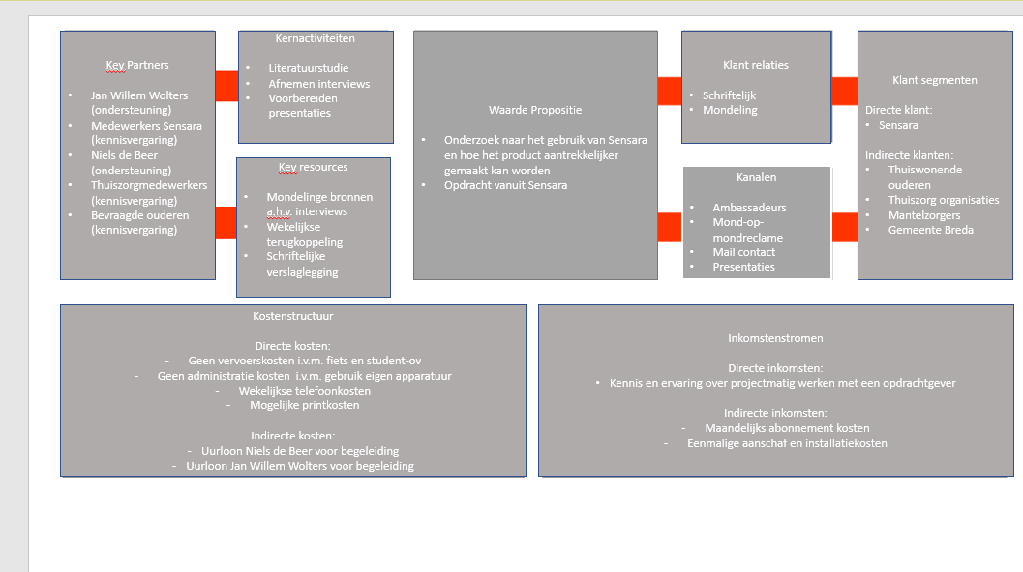 Key Partners
• Jan Willem Wolters
(ondersteuning)
• Medewerkers Sensara
(kennisvergaring)
• Niels de Beer
(ondersteuning)
• Thuiszorgmedewerkers
(kennisvergaring)
• Bevraagde ouderen
(kennisvergaring)
Kernactiviteiten
• Literatuurstudie
• Afnemen interviews
• Voorbereiden
presentaties
Key resources
• Mondelinge bronnen
a.h.v. interviews
• Wekelijkse
terugkoppeling
• Schriftelijke
verslaglegging
Waarde Propositie
• Onderzoek naar het gebruik van Sensara
en hoe het product aantrekkelijker
gemaakt kan worden
• Opdracht vanuit Sensara
Klant relaties
• Schriftelijk
• Mondeling
Kanalen
• Ambassadeurs
• Mond-op-
mondreclame
• Mail contact
• Presentaties
Klant segmenten
Directe klant:
• Sensara
Indirecte klanten:
• Thuiswonende
ouderen
• Thuiszorg organisaties
• Mantelzorgers
• Gemeente Breda
Kostenstructuur
Directe kosten:
- Geen vervoerskosten i.v.m. fiets en student-ov
- Geen administratie kosten i.v.m. gebruik eigen apparatuur
- Wekelijkse telefoonkosten
- Mogelijke printkosten
Indirecte kosten:
- Uurloon Niels de Beer voor begeleiding
- Uurloon Jan Willem Wolters voor begeleiding
Inkomstenstromen
Directe inkomsten:
• Kennis en ervaring over projectmatig werken met een opdrachtgever
Indirecte inkomsten:
- Maandelijks abonnement kosten
- Eenmalige aanschaf en installatiekosten